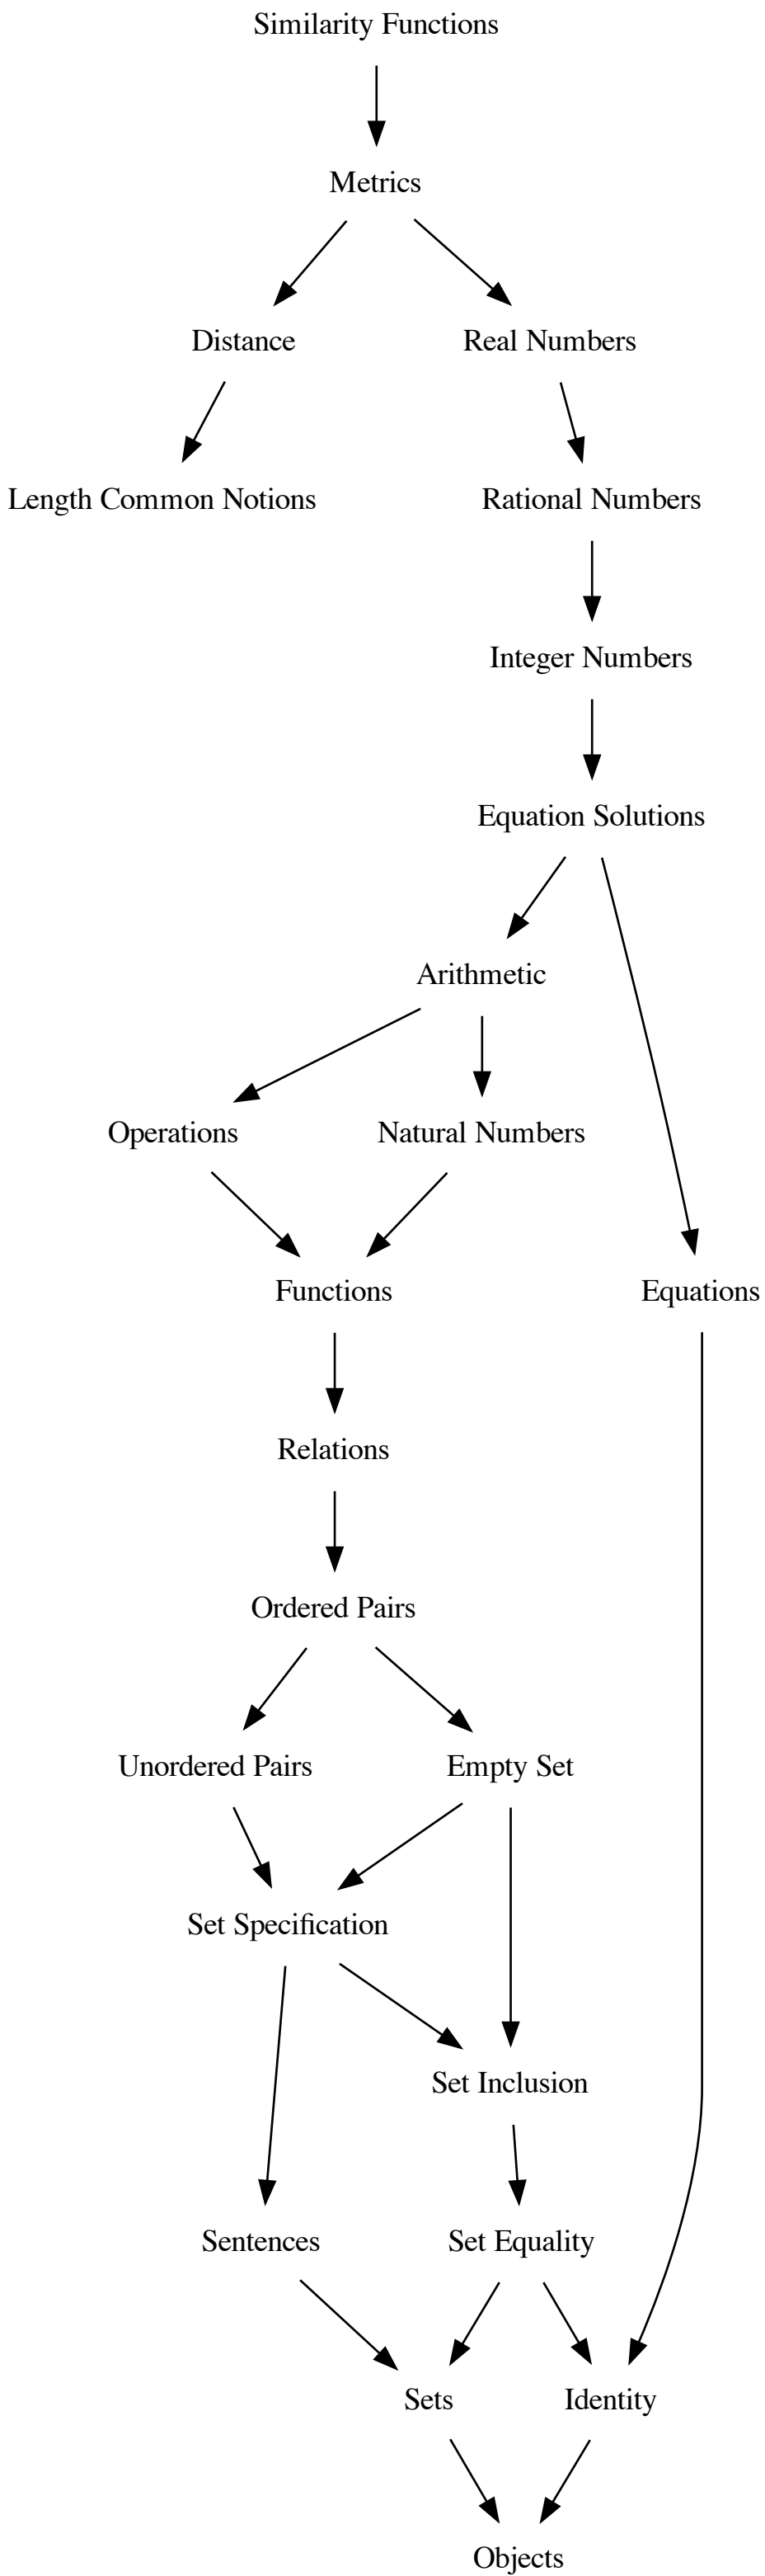 Similarity Functions
Metrics
Distance
Real Numbers
Length Common Notions
Rational Numbers
Integer Numbers
Equation Solutions
Arithmetic
Operations
Natural Numbers
Functions
Equations
Relations
Ordered Pairs
Unordered Pairs
Empty Set
Set Specification
Set Inclusion
Sentences
Set Equality
Sets
Identity
Objects